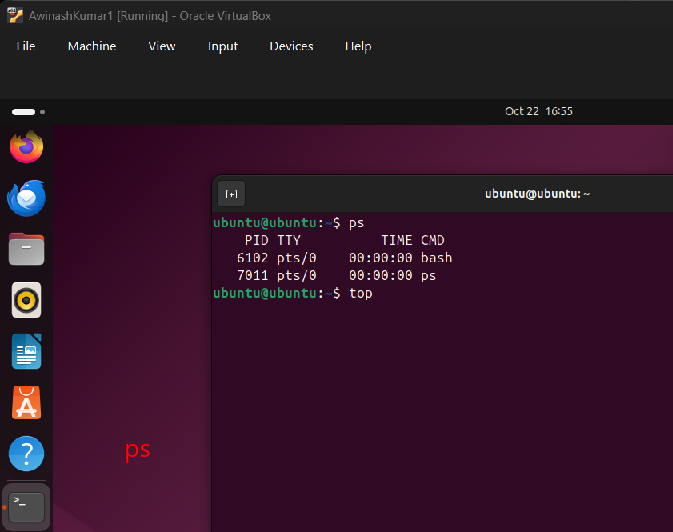 AwinashKumar1 [Running] - Oracle VirtualBox
File Machine View Input Devices Help
Oct 22 16:55
ubuntu@ubuntu: ~
ubuntu@ubuntu:~$ ps
    PID TTY          TIME CMD
   6102 pts/0    00:00:00 bash
   7011 pts/0    00:00:00 ps
ubuntu@ubuntu:~$ top
ps